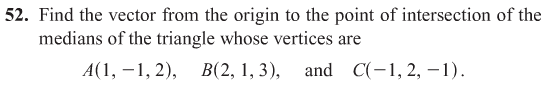 52. Find the vector from the origin to the point of intersection of the
medians of the triangle whose vertices are
A(1, −1, 2), B(2, 1, 3), and C(−1, 2, −1).